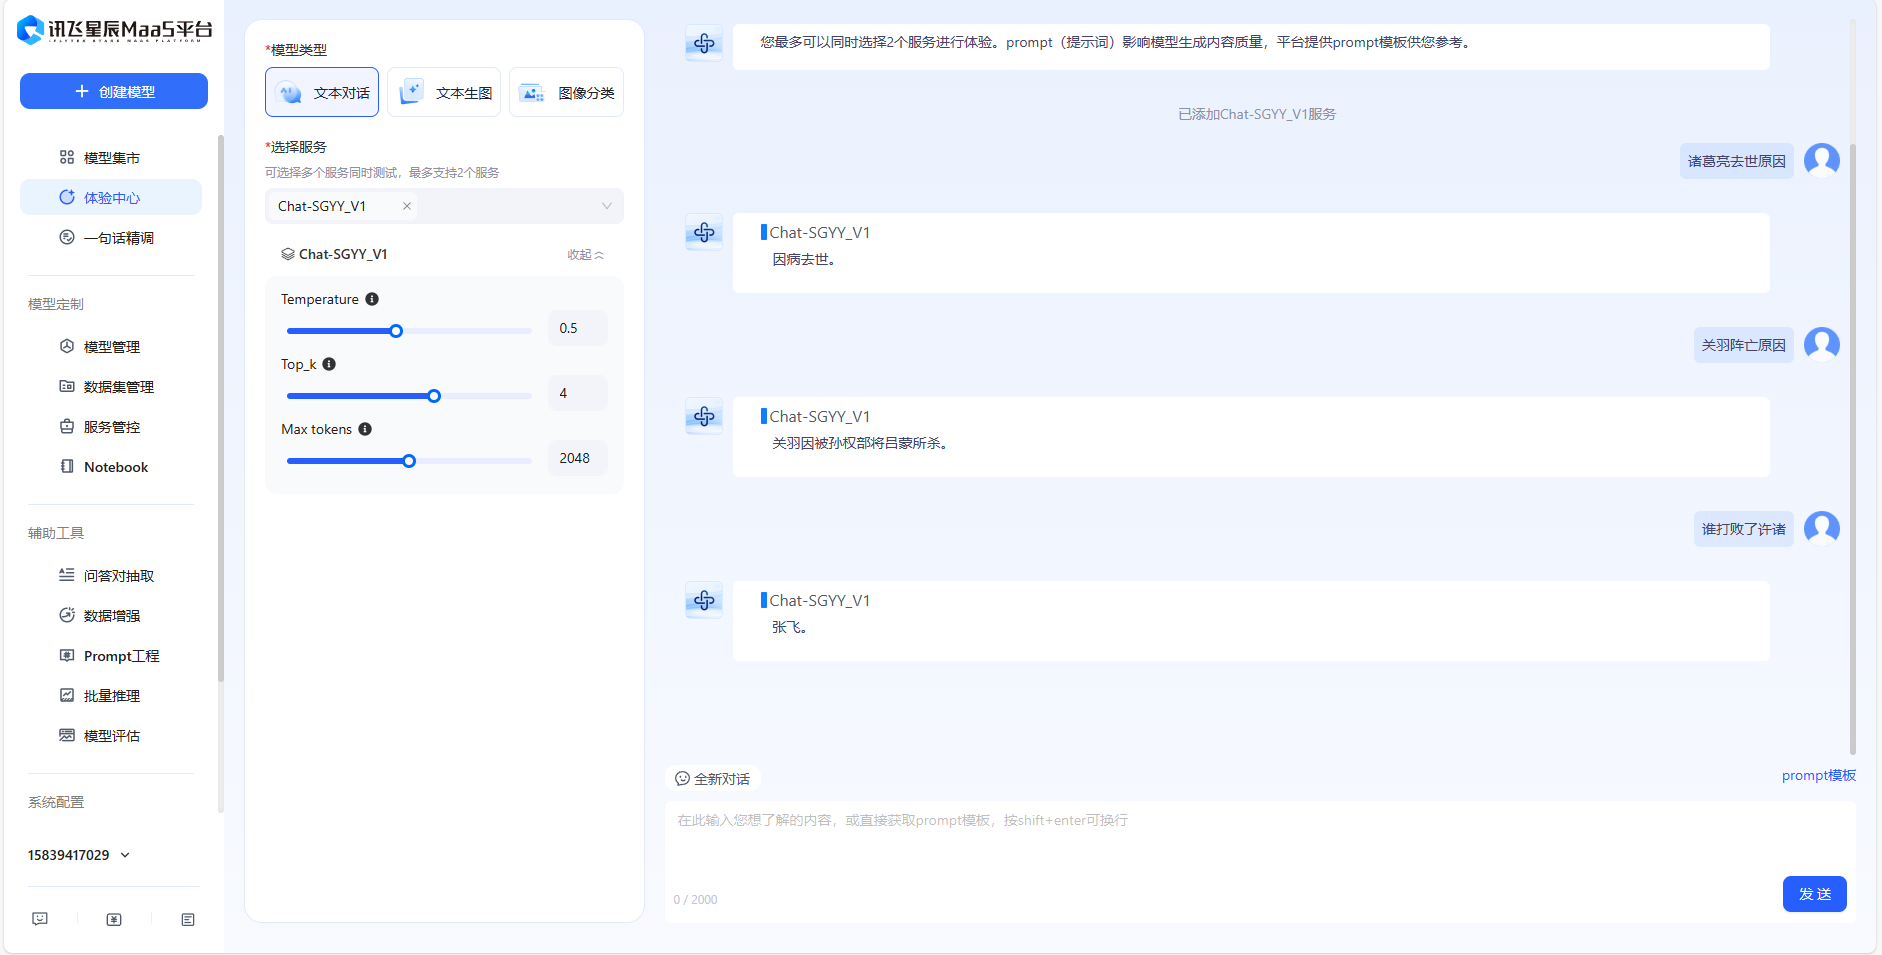 讯飞星辰MaaS平台
IFLYTEK STARS MAAS PLATFORM
创建模型
模型集市
体验中心
一句话精调
模型定制
模型管理
数据集管理
服务管控
Notebook
辅助工具
问答对抽取
数据增强
Prompt工程
批量推理
模型评估
系统配置
15839417029
*模型类型
文本对话
文本生图
图像分类
*选择服务
可选择多个服务同时测试，最多支持2个服务
Chat-SGYY_V1
Chat-SGYY_V1
收起
Temperature
0.5
Top_k
4
Max tokens
2048
您最多可以同时选择2个服务进行体验。prompt（提示词）影响模型生成内容质量，平台提供prompt模板供您参考。
已添加Chat-SGYY_V1服务
诸葛亮去世原因
Chat-SGYY_V1
因病去世。
关羽阵亡原因
Chat-SGYY_V1
关羽因被孙权部将吕蒙所杀。
谁打败了许诸
Chat-SGYY_V1
张飞。
全新对话
prompt模板
在此输入您想了解的内容，或直接获取prompt模板，按shift+enter可换行
0 / 2000
发送